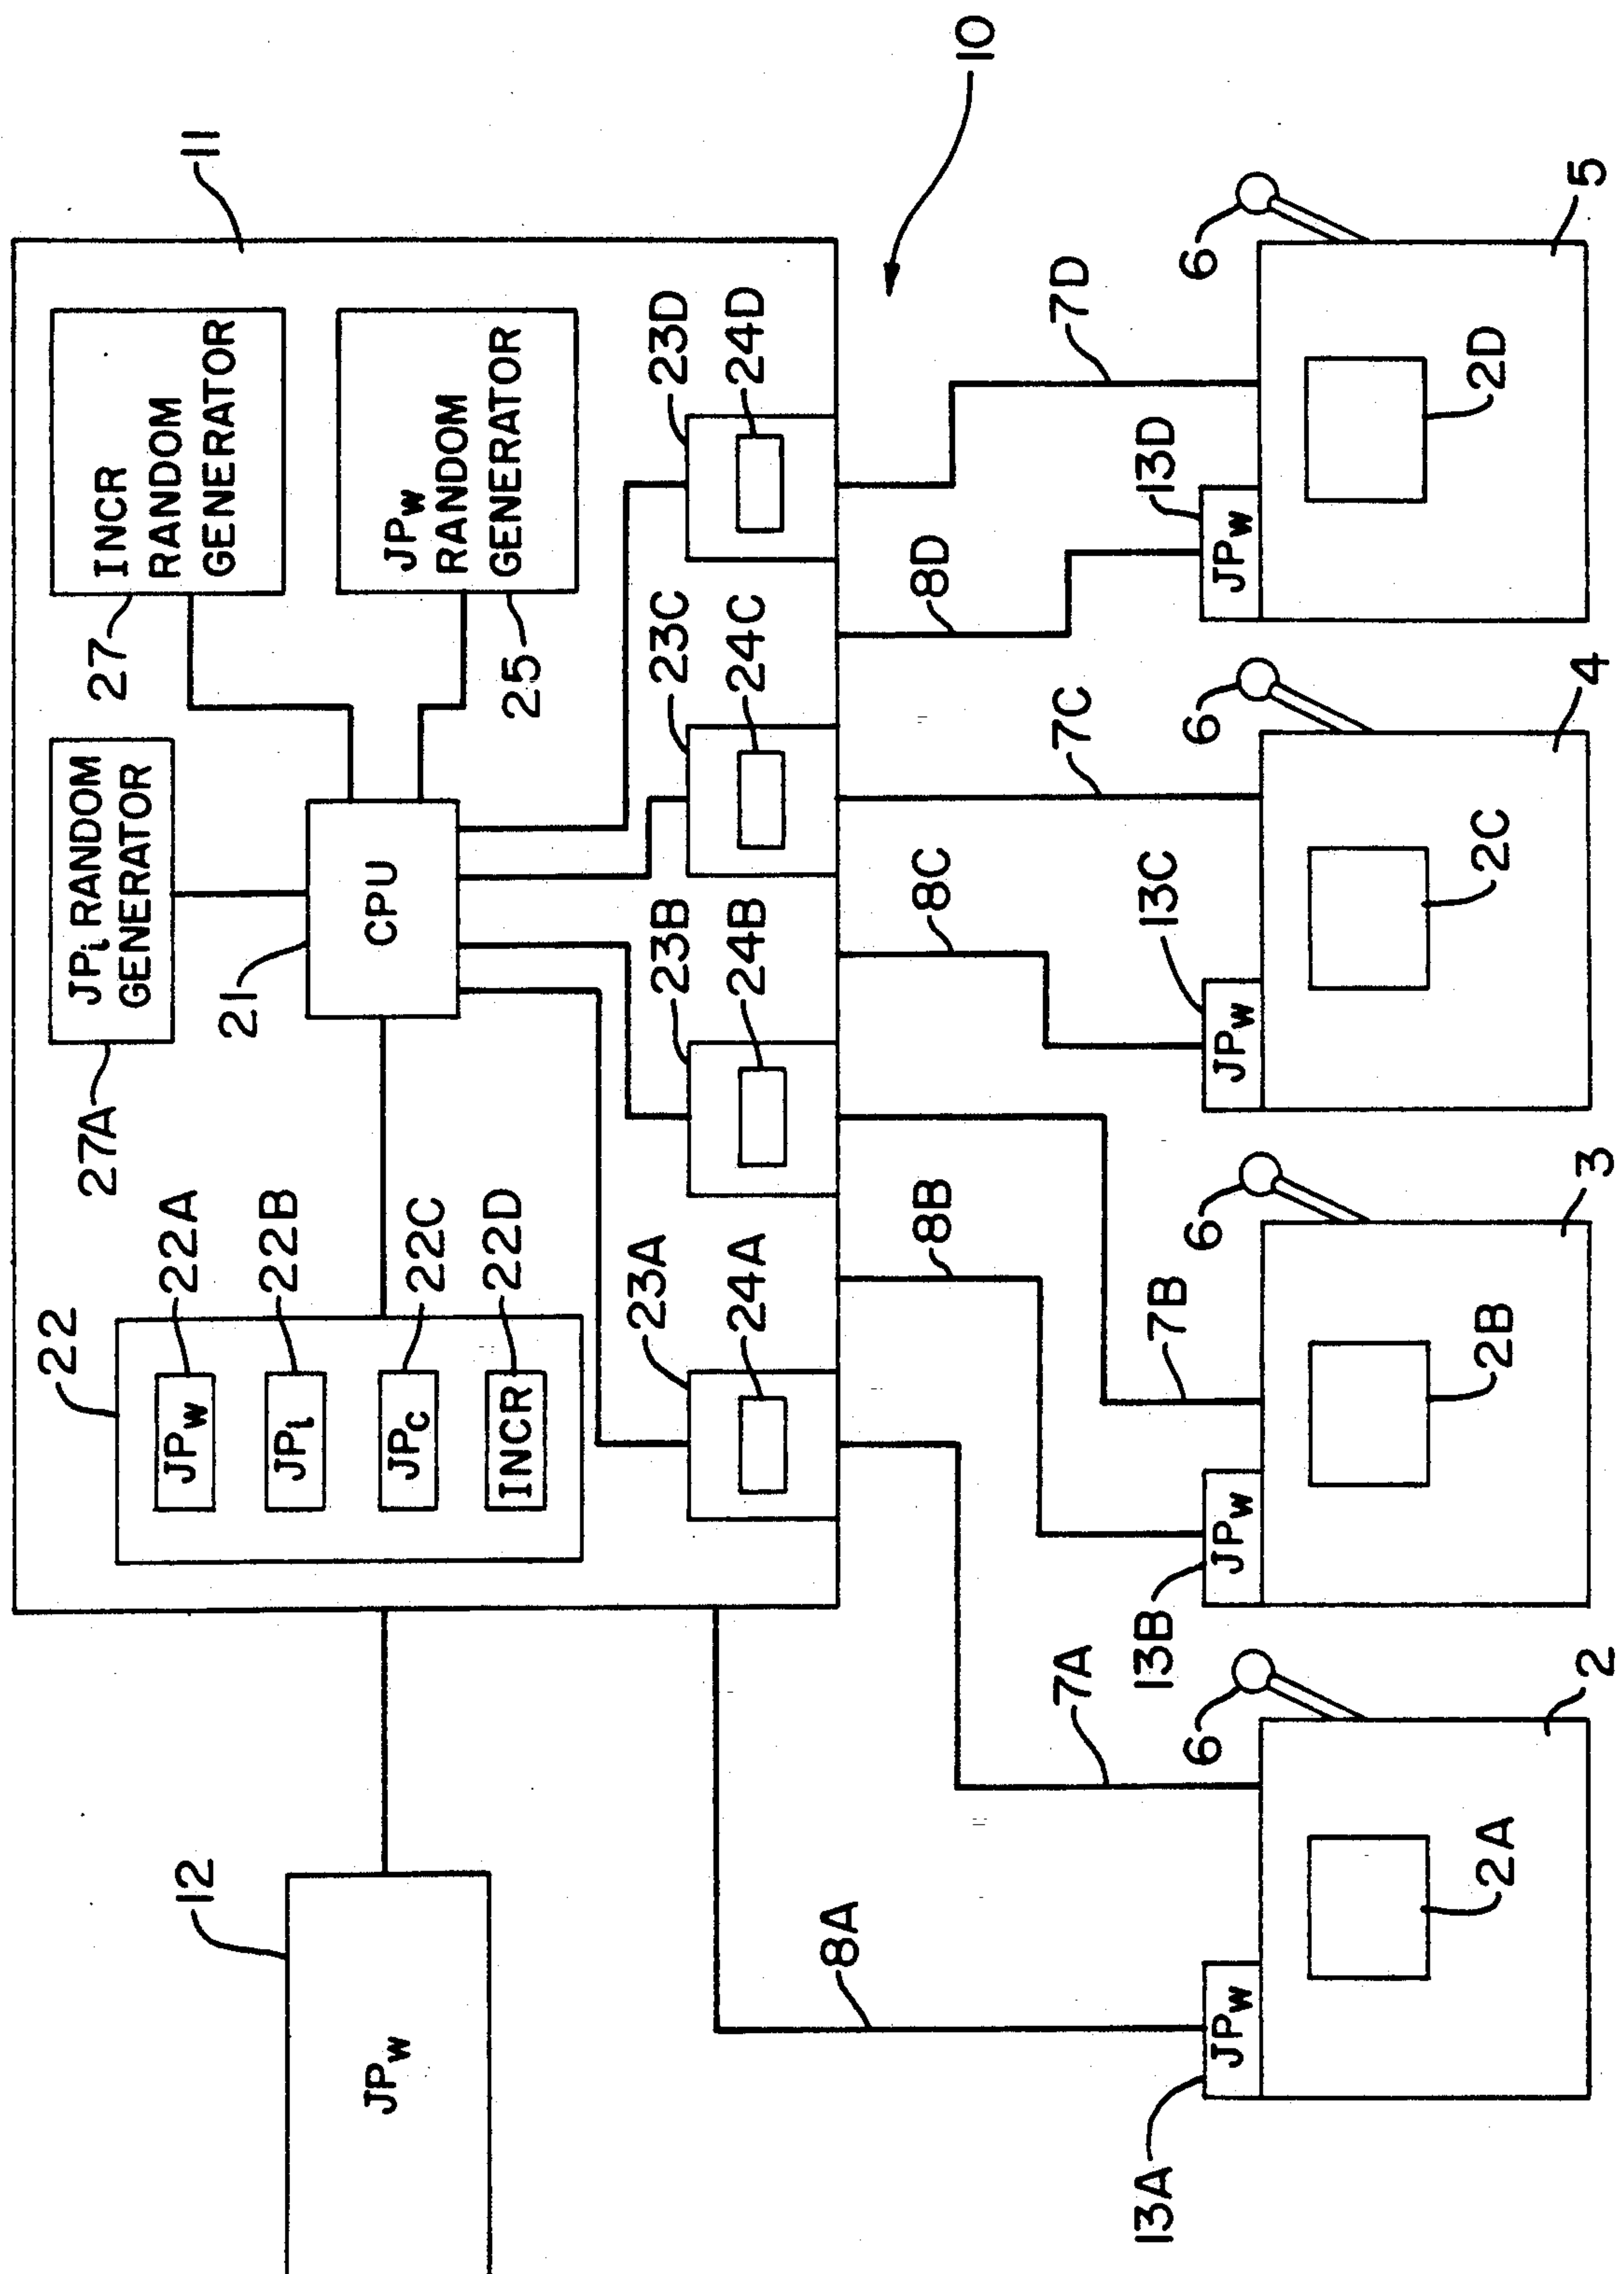 10
11
12
JPW
22
JPW
22A
JPi
22B
JPC
22C
INCR
22D
27A
JPi RANDOM
GENERATOR
27
INCR
RANDOM
GENERATOR
25
JPW
RANDOM
GENERATOR
21
CPU
23A
24A
23B
24B
23C
24C
23D
24D
8A
7A
8B
7B
8C
7C
8D
7D
13A
JPW
6
2A
2
13B
JPW
6
2B
3
13C
JPW
6
2C
4
13D
JPW
6
2D
5